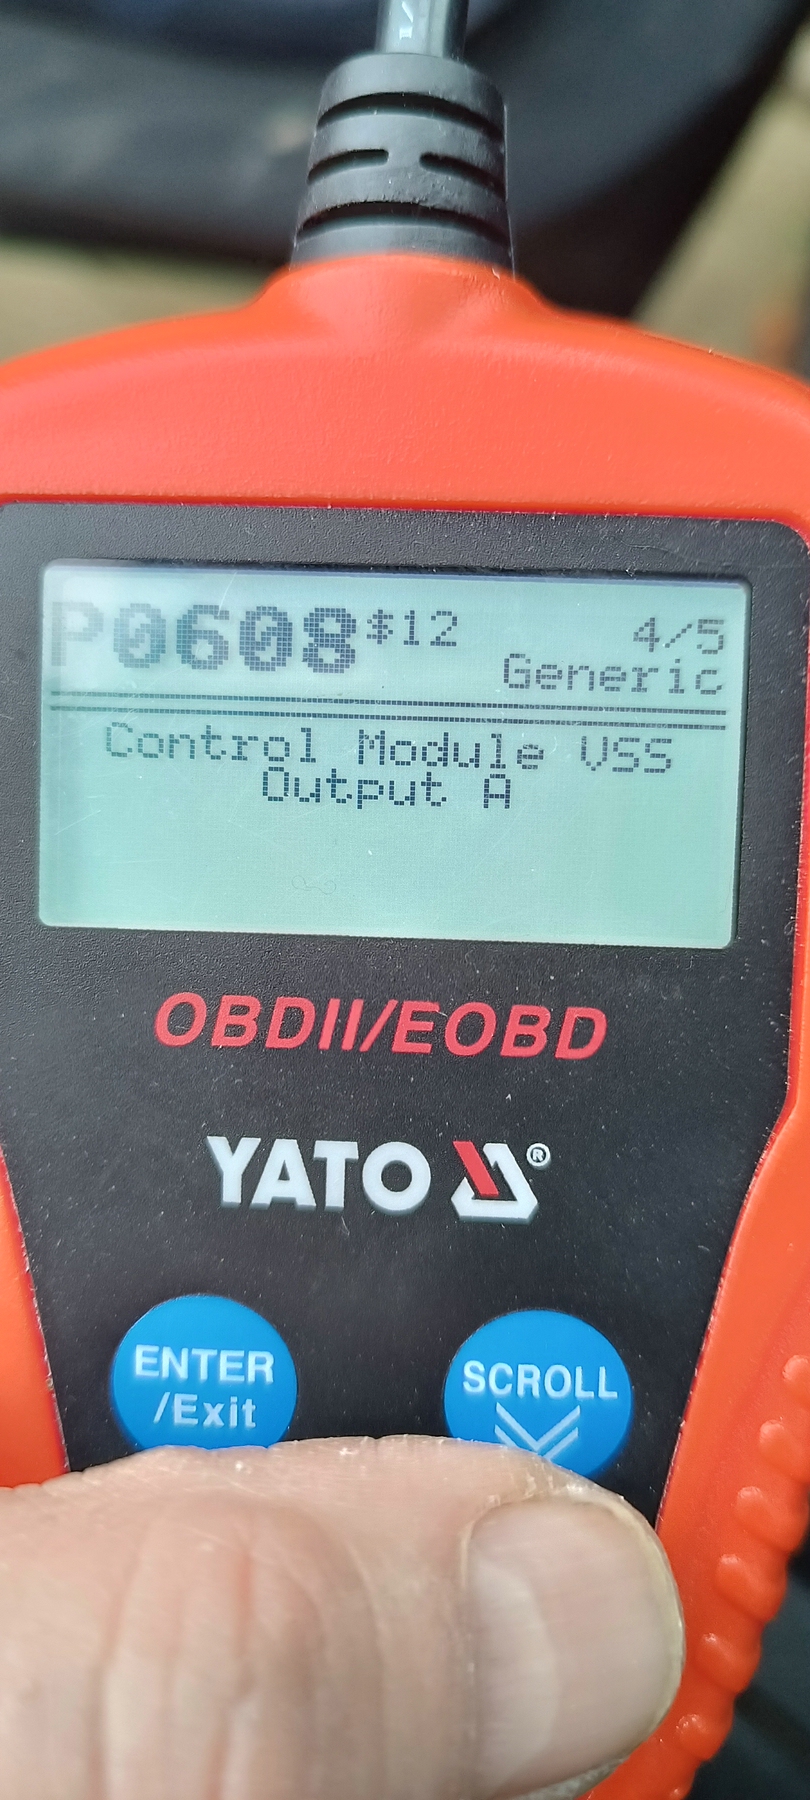 P0608 $12 4/5
Generic
Control Module VSS
Output A
OBDII/EOBD
YATO ®
ENTER
/Exit
SCROLL